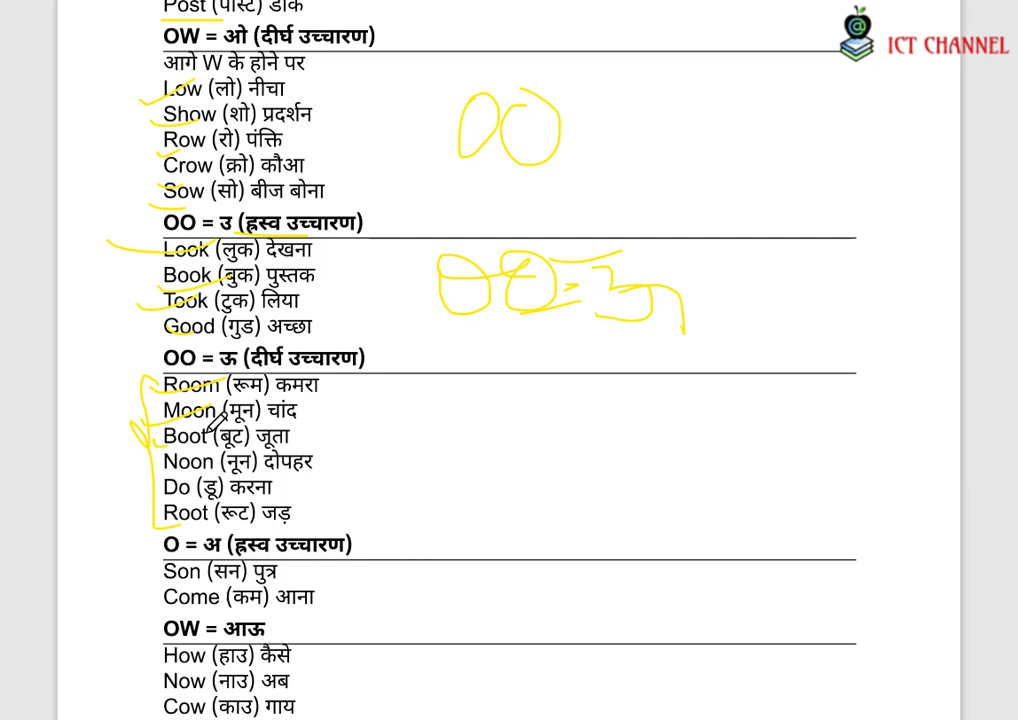 Post (पोस्ट) डाक
ICT CHANNEL
OW = ओ (दीर्घ उच्चारण)
आगे W के होने पर
Low (लो) नीचा
Show (शो) प्रदर्शन
Row (रो) पंक्ति
Crow (क्रो) कौआ
Sow (सो) बीज बोना
OO
OO = उ (ह्रस्व उच्चारण)
Look (लुक) देखना
Book (बुक) पुस्तक
Took (टुक) लिया
Good (गुड) अच्छा
OO = ऊ (दीर्घ उच्चारण)
Room (रूम) कमरा
Moon (मून) चांद
Boot (बूट) जूता
Noon (नून) दोपहर
Do (डू) करना
Root (रूट) जड़
O = अ (ह्रस्व उच्चारण)
Son (सन) पुत्र
Come (कम) आना
OW = आऊ
How (हाउ) कैसे
Now (नाउ) अब
Cow (काउ) गाय